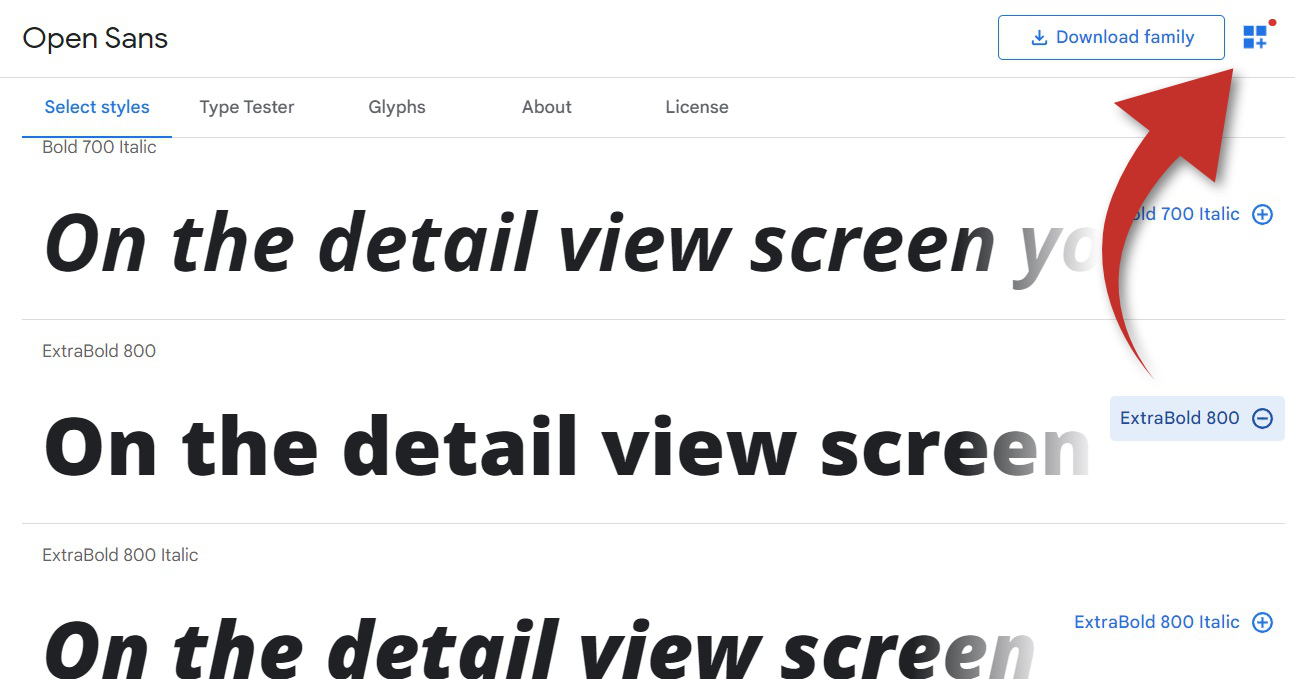 Open Sans
Download family
Select styles Type Tester Glyphs About License
Bold 700 Italic
On the detail view screen yo
700 Italic
ExtraBold 800
On the detail view screen
ExtraBold 800
ExtraBold 800 Italic
On the detail view screen
ExtraBold 800 Italic